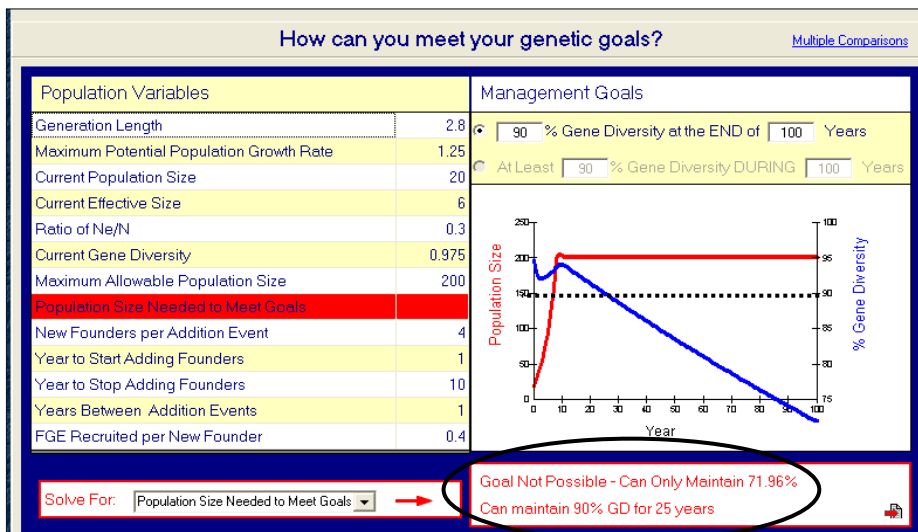 How can you meet your genetic goals?
Multiple Comparisons
Population Variables
Generation Length 2.8
Maximum Potential Population Growth Rate 1.25
Current Population Size 20
Current Effective Size 6
Ratio of Ne/N 0.3
Current Gene Diversity 0.975
Maximum Allowable Population Size 200
Population Size Needed to Meet Goals
New Founders per Addition Event 4
Year to Start Adding Founders 1
Year to Stop Adding Founders 10
Years Between Addition Events 1
FGE Recruited per New Founder 0.4
Solve For: Population Size Needed to Meet Goals
Management Goals
90 % Gene Diversity at the END of 100 Years
At Least 90 % Gene Diversity DURING 100 Years
Population Size
250
200
150
100
50
0
100
95
90
85
80
75
% Gene Diversity
0 10 20 30 40 50 60 70 80 90 100
Year
Goal Not Possible - Can Only Maintain 71.96%
Can maintain 90% GD for 25 years